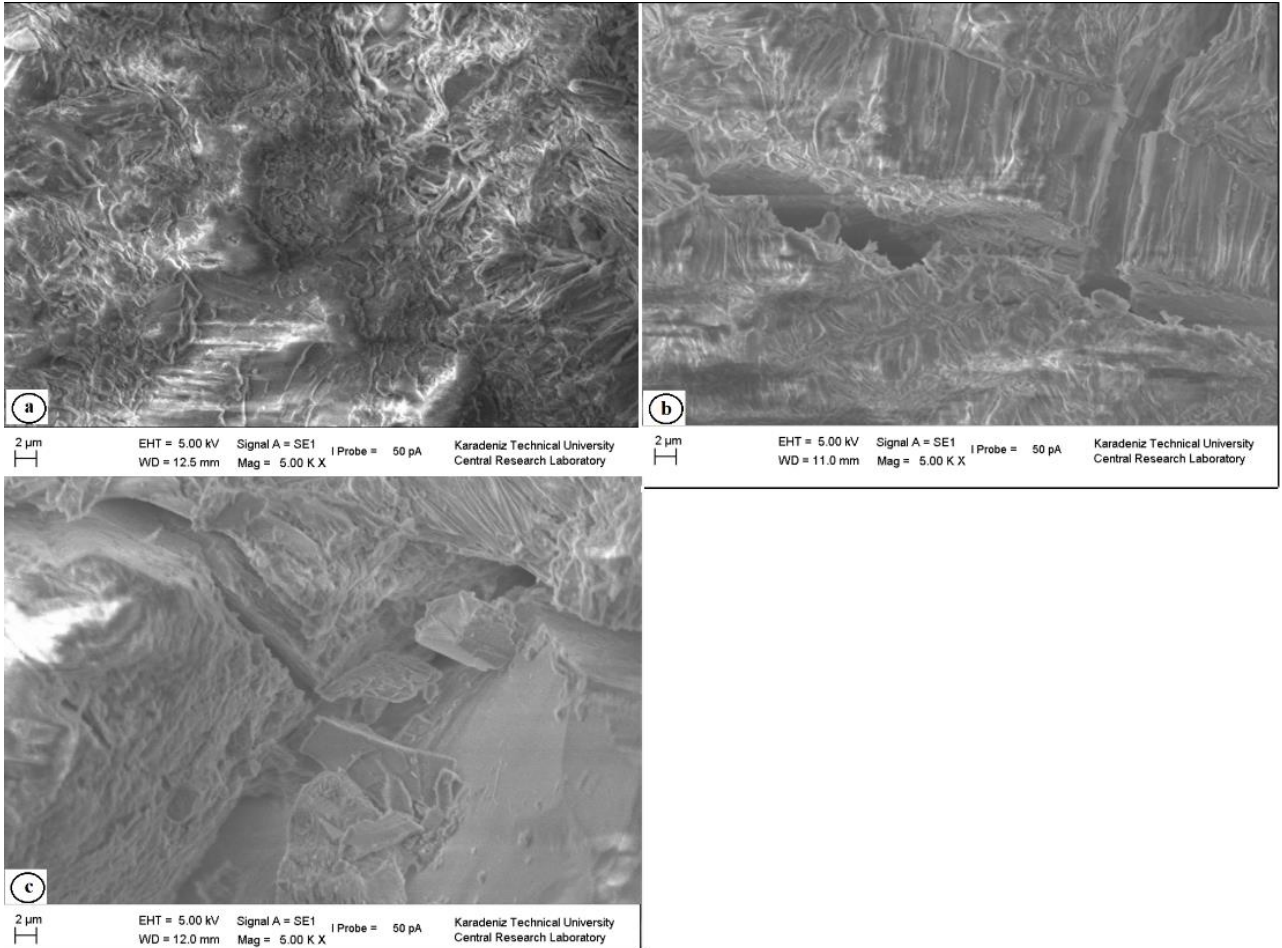 a
2 µm
EHT = 5.00 kV Signal A = SE1 I Probe = 50 pA Karadeniz Technical University
WD = 12.5 mm Mag = 5.00 K X Central Research Laboratory
b
2 µm
EHT = 5.00 kV Signal A = SE1 I Probe = 50 pA Karadeniz Technical University
WD = 11.0 mm Mag = 5.00 K X Central Research Laboratory
c
2 µm
EHT = 5.00 kV Signal A = SE1 I Probe = 50 pA Karadeniz Technical University
WD = 12.0 mm Mag = 5.00 K X Central Research Laboratory